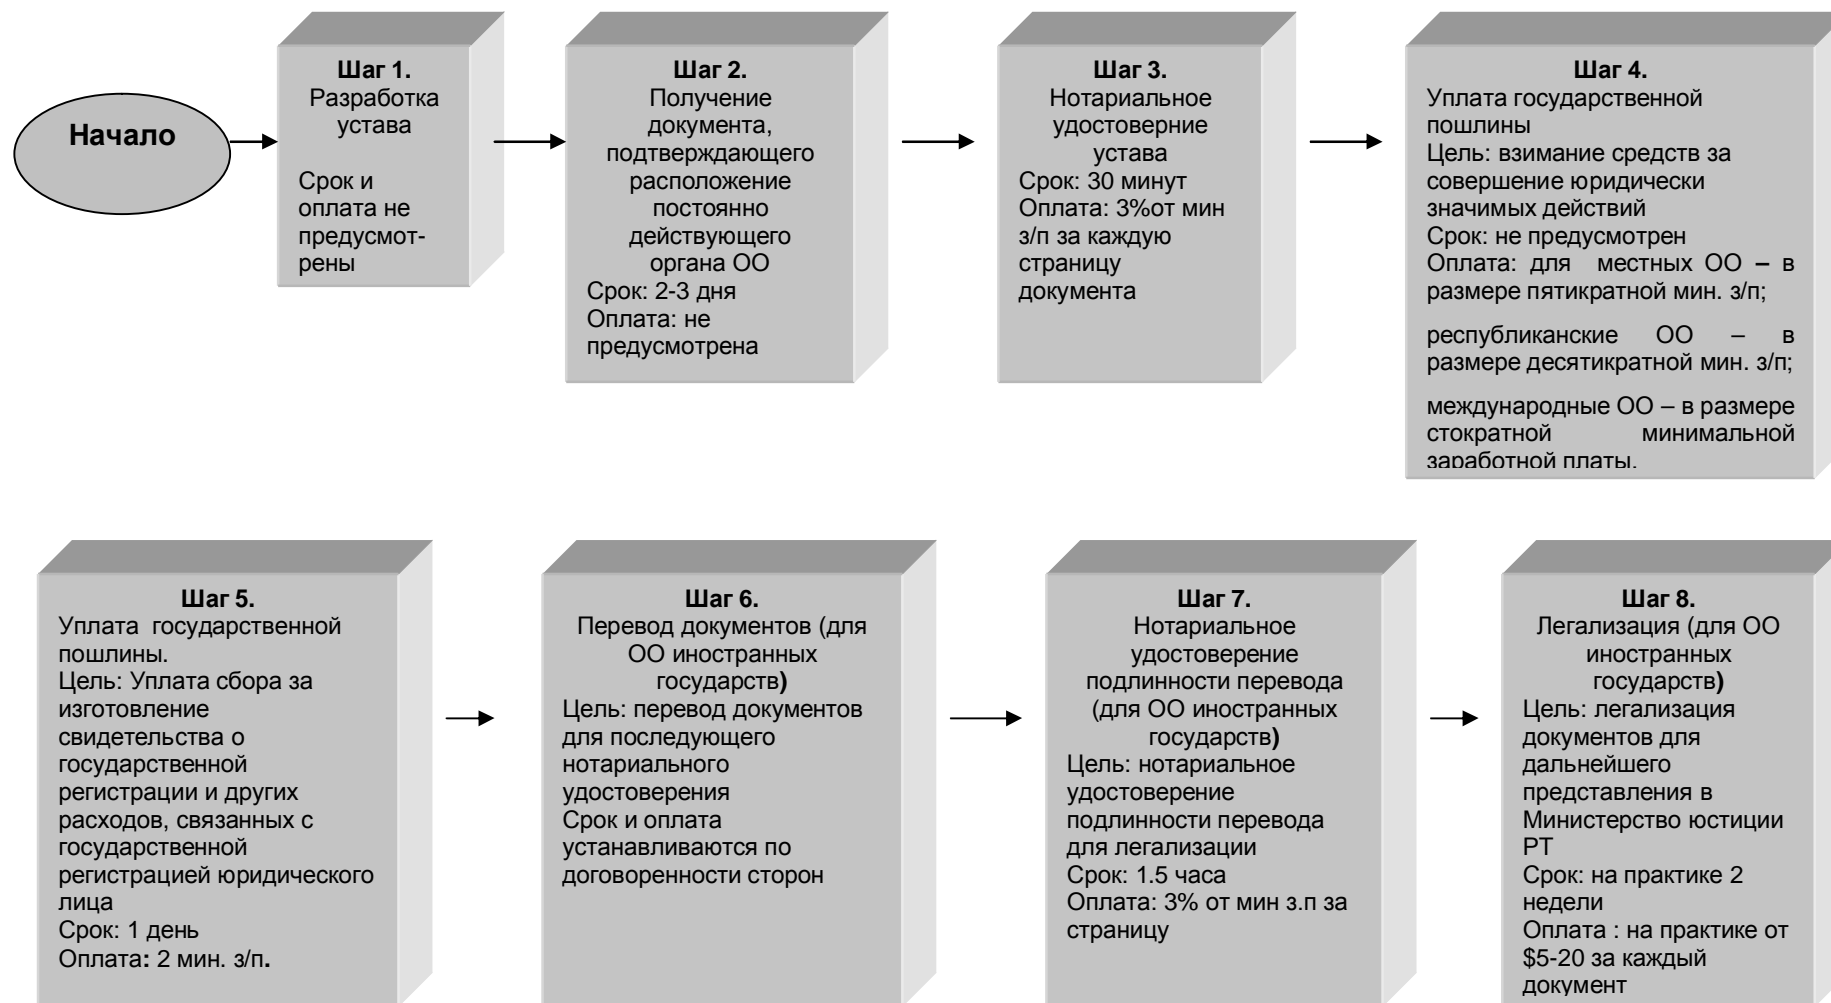 Начало
Шаг 1.
Разработка
устава
Срок и
оплата не
предусмот-
рены
Шаг 2.
Получение
документа,
подтверждающего
расположение
постоянно
действующего
органа ОО
Срок: 2-3 дня
Оплата: не
предусмотрена
Шаг 3.
Нотариальное
удостоверние
устава
Срок: 30 минут
Оплата: 3%от мин
з/п за каждую
страницу
документа
Шаг 4.
Уплата государственной
пошлины
Цель: взимание средств за
совершение юридически
значимых действий
Срок: не предусмотрен
Оплата: для местных ОО – в
размере пятикратной мин. з/п;
республиканские ОО – в
размере десятикратной мин. з/п;
международные ОО – в размере
стократной минимальной
заработной платы.
Шаг 5.
Уплата государственной
пошлины.
Цель: Уплата сбора за
изготовление
свидетельства о
государственной
регистрации и других
расходов, связанных с
государственной
регистрацией юридического
лица
Срок: 1 день
Оплата: 2 мин. з/п.
Шаг 6.
Перевод документов (для
ОО иностранных
государств)
Цель: перевод документов
для последующего
нотариального
удостоверения
Срок и оплата
устанавливаются по
договоренности сторон
Шаг 7.
Нотариальное
удостоверение
подлинности перевода
(для ОО иностранных
государств)
Цель: нотариальное
удостоверение
подлинности перевода
для легализации
Срок: 1.5 часа
Оплата: 3% от мин з.п за
страницу
Шаг 8.
Легализация (для ОО
иностранных
государств)
Цель: легализация
документов для
дальнейшего
представления в
Министерство юстиции
РТ
Срок: на практике 2
недели
Оплата : на практике от
$5-20 за каждый
документ